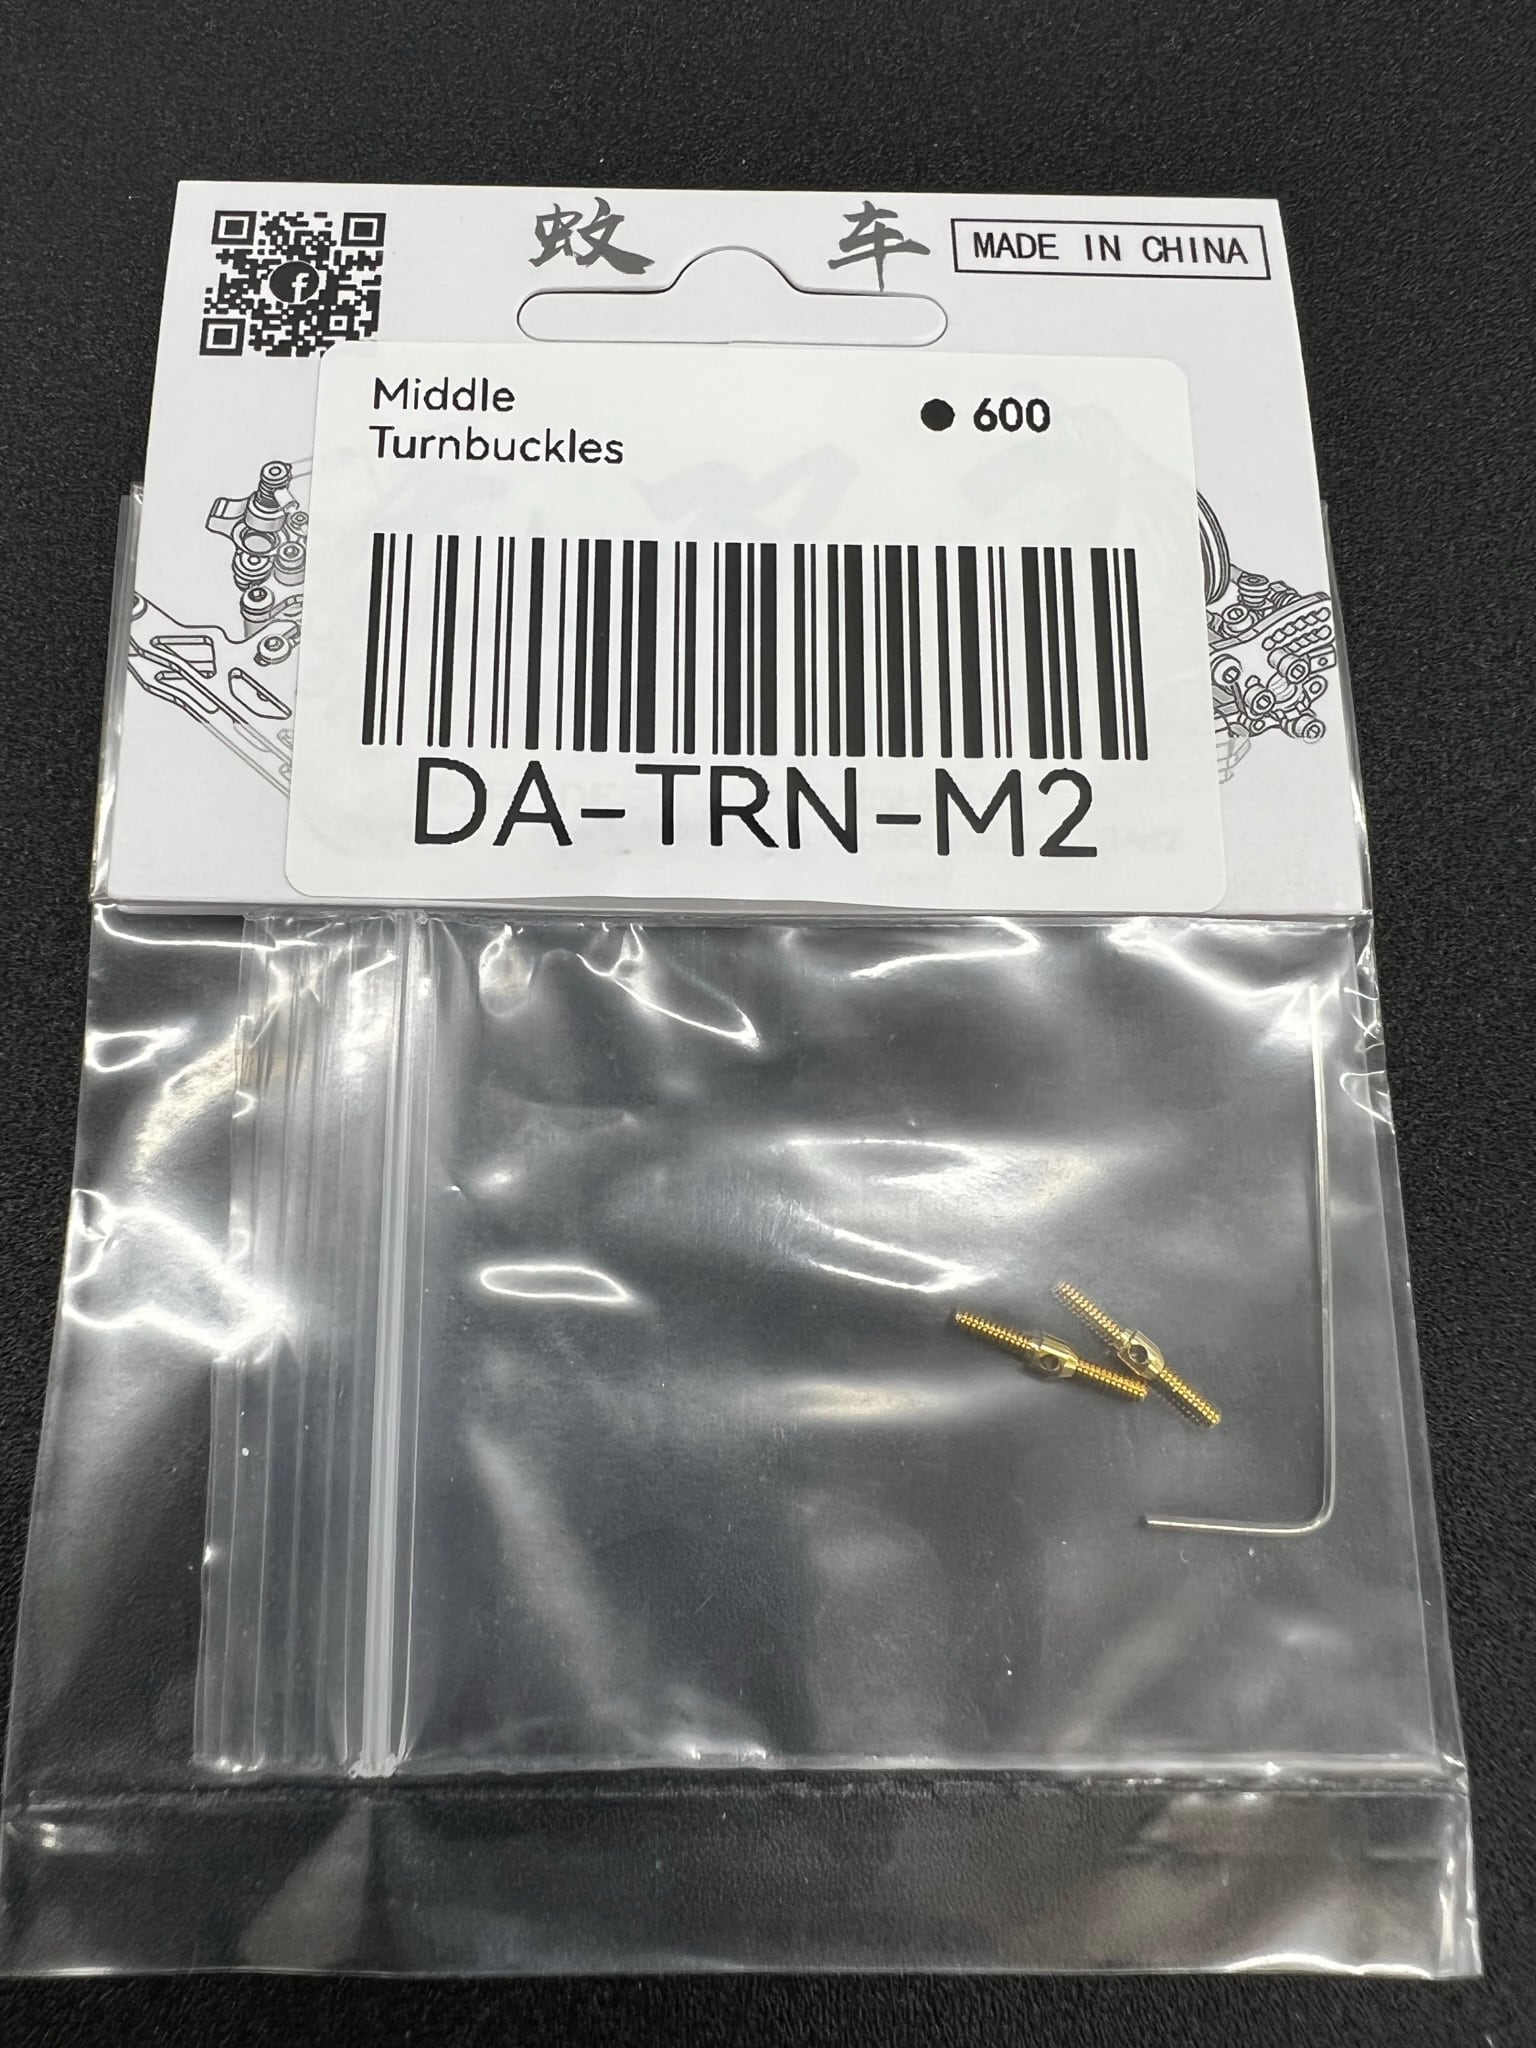 蚊 车
MADE IN CHINA
Middle
Turnbuckles
● 600
DA-TRN-M2